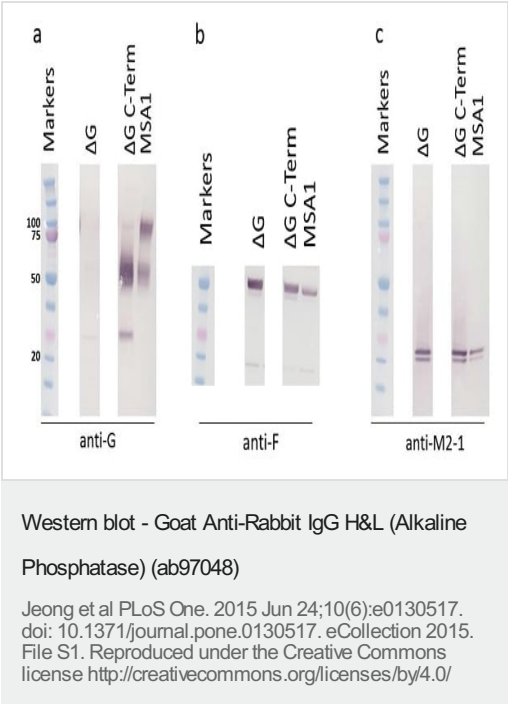 a b c
Markers ΔG ΔG C-Term MSA1
Markers ΔG ΔG C-Term MSA1
Markers ΔG ΔG C-Term MSA1
100
75
50
20
anti-G anti-F anti-M2-1
Western blot - Goat Anti-Rabbit IgG H&L (Alkaline
Phosphatase) (ab97048)
Jeong et al PLoS One. 2015 Jun 24;10(6):e0130517.
doi: 10.1371/journal.pone.0130517. eCollection 2015.
File S1. Reproduced under the Creative Commons
license http://creativecommons.org/licenses/by/4.0/